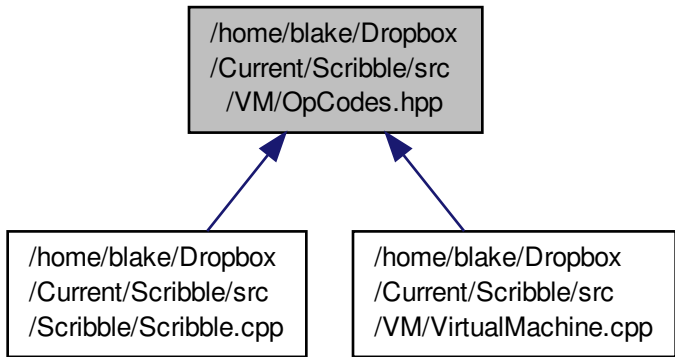 /home/blake/Dropbox
/Current/Scribble/src
/VM/OpCodes.hpp
/home/blake/Dropbox
/Current/Scribble/src
/Scribble/Scribble.cpp
/home/blake/Dropbox
/Current/Scribble/src
/VM/VirtualMachine.cpp